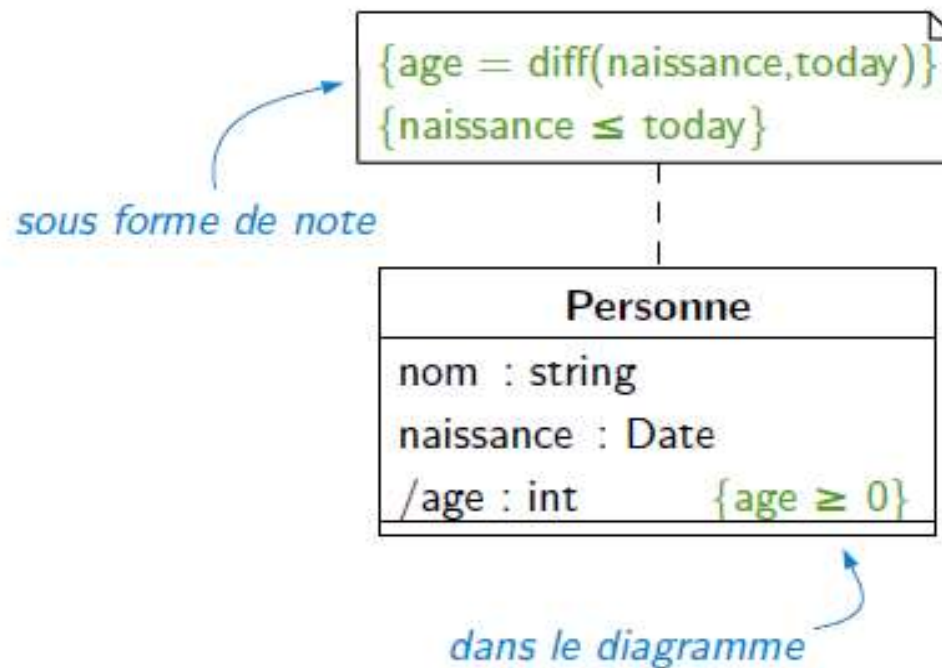 {age = diff(naissance,today)}
{naissance ≤ today}
sous forme de note
Personne
nom : string
naissance : Date
/age : int {age ≥ 0}
dans le diagramme